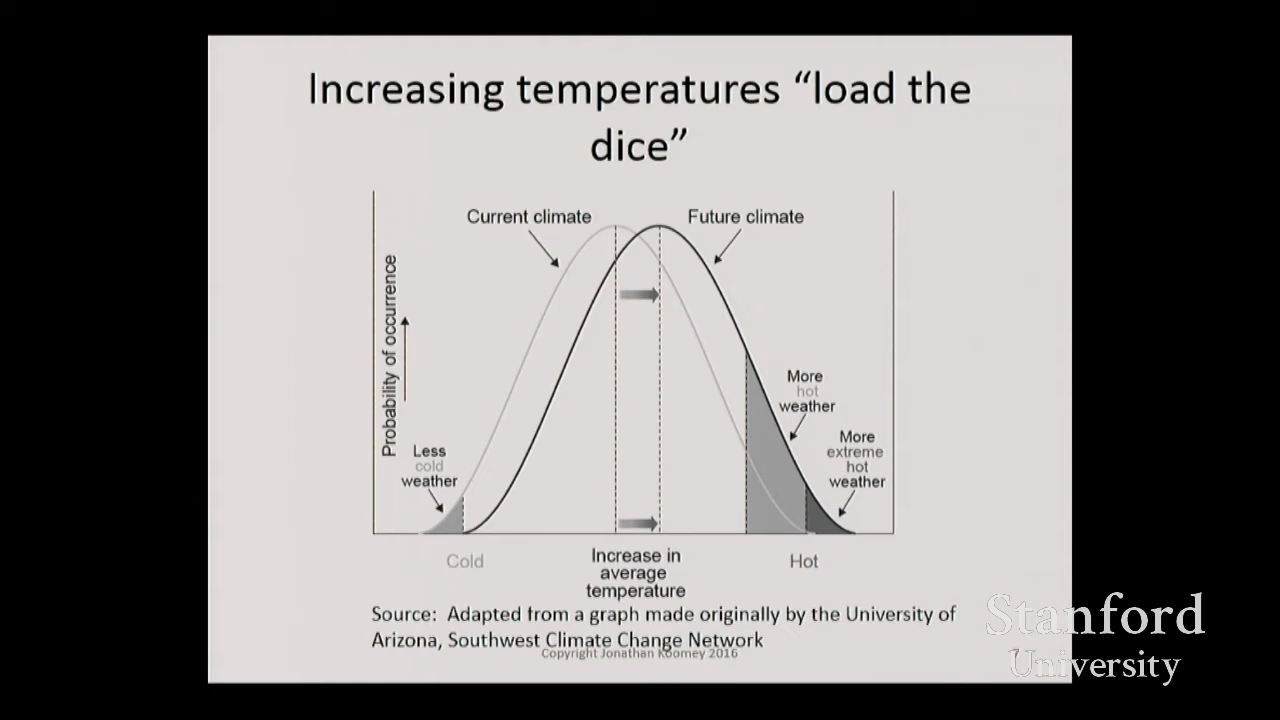 Increasing temperatures “load the
dice”
Current climate
Future climate
Probability of occurrence
More
hot
weather
More
extreme
hot
weather
Less
cold
weather
Cold
Increase in
average
temperature
Hot
Source: Adapted from a graph made originally by the University of
Arizona, Southwest Climate Change Network
Copyright Jonathan Koomey 2016
7
Stanford
University